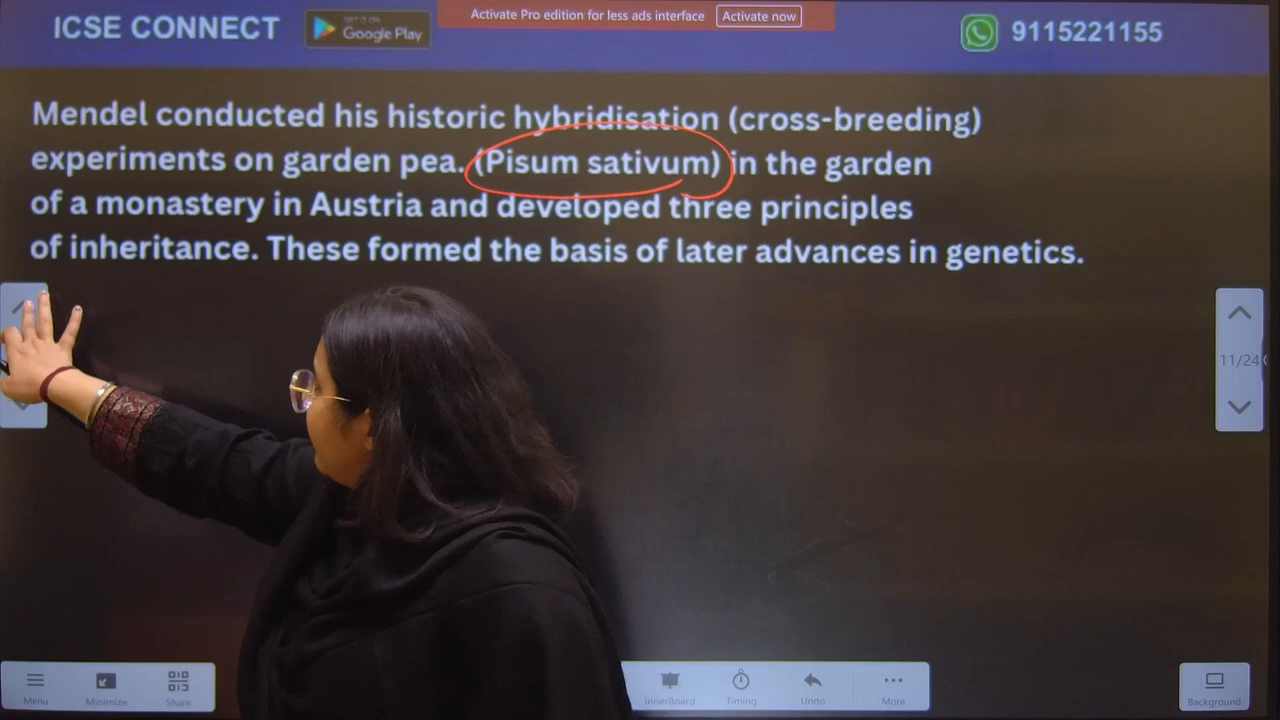 ICSE CONNECT
GET IT ON
Google Play
Activate Pro edition for less ads interface
Activate now
9115221155
Mendel conducted his historic hybridisation (cross-breeding)
experiments on garden pea. (Pisum sativum) in the garden
of a monastery in Austria and developed three principles
of inheritance. These formed the basis of later advances in genetics.
11/24
Menu
Minimize
Share
InnerBoard
Timing
Undo
More
Background